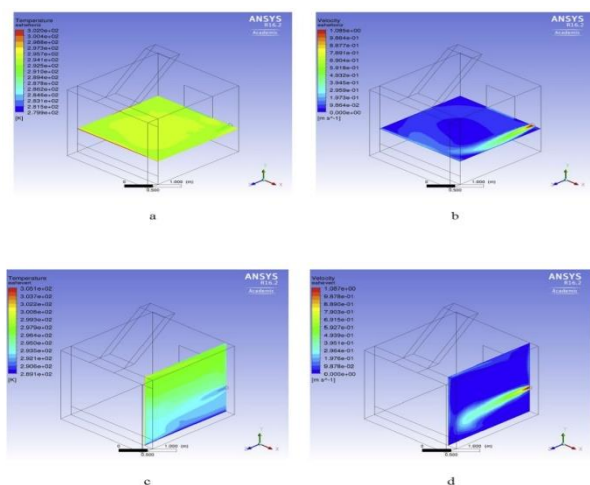 Temperature
3.020e+02
3.004e+02
2.988e+02
2.973e+02
2.957e+02
2.941e+02
2.925e+02
2.910e+02
2.894e+02
2.878e+02
2.862e+02
2.846e+02
2.831e+02
2.815e+02
2.799e+02
[K]
ANSYS
R16.2
Academic
0 1.000 (m)
0.500
Y
Z X
a
Velocity
1.085e+00
9.864e-01
8.877e-01
7.891e-01
6.904e-01
5.918e-01
4.932e-01
3.945e-01
2.959e-01
1.973e-01
9.864e-02
0.000e+00
[m s^-1]
ANSYS
R16.2
Academic
0 1.000 (m)
0.500
Y
Z X
b
Temperature
3.051e+02
3.037e+02
3.022e+02
3.008e+02
2.993e+02
2.979e+02
2.964e+02
2.950e+02
2.935e+02
2.921e+02
2.906e+02
2.891e+02
[K]
ANSYS
R16.2
Academic
0 1.000 (m)
0.500
Y
Z X
c
Velocity
1.087e+00
9.878e-01
8.890e-01
7.903e-01
6.915e-01
5.927e-01
4.939e-01
3.951e-01
2.964e-01
1.976e-01
9.878e-02
0.000e+00
[m s^-1]
ANSYS
R16.2
Academic
0 1.000 (m)
0.500
Y
Z X
d